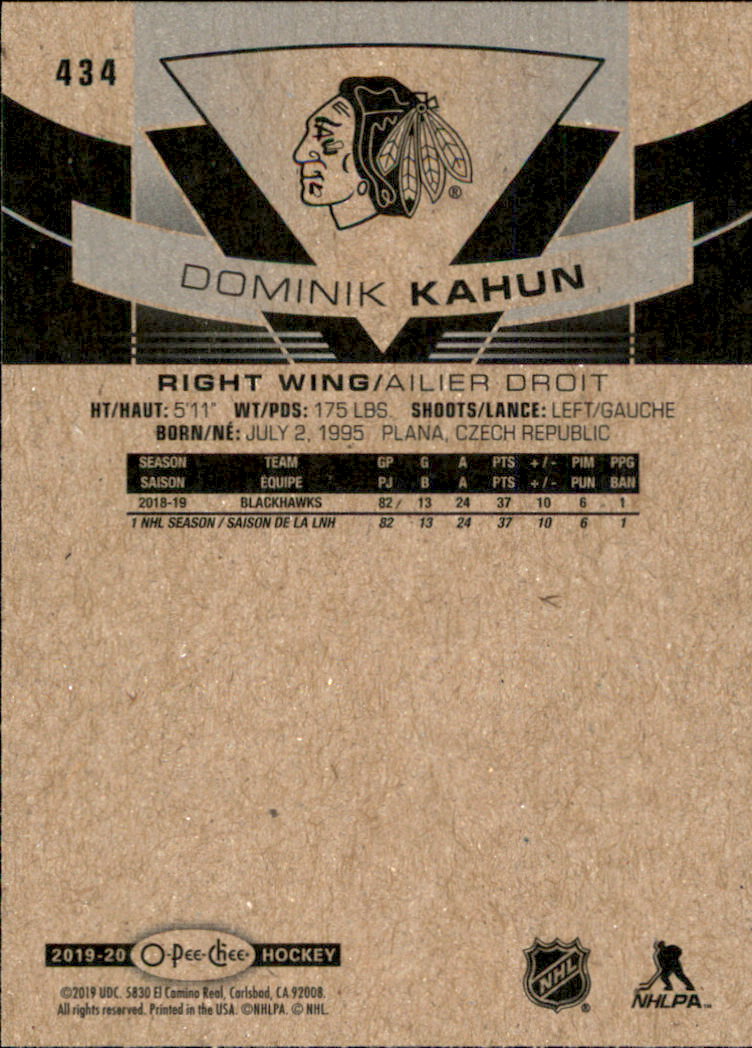 434
®
DOMINIK KAHUN
RIGHT WING/AILIER DROIT
HT/HAUT: 5'11" WT/PDS: 175 LBS. SHOOTS/LANCE: LEFT/GAUCHE
BORN/NÉ: JULY 2, 1995 PLANA, CZECH REPUBLIC
SEASON TEAM GP G A PTS +/- PIM PPG
SAISON ÉQUIPE PJ B A PTS +/- PUN BAN
2018-19 BLACKHAWKS 82 13 24 37 10 6 1
1 NHL SEASON / SAISON DE LA LNH 82 13 24 37 10 6 1
2019-20 O-Pee-Chee HOCKEY
©2019 UDC. 5830 El Camino Real, Carlsbad, CA 92008.
All rights reserved. Printed in the USA. ©NHLPA. © NHL.
NHL ®
NHLPA™